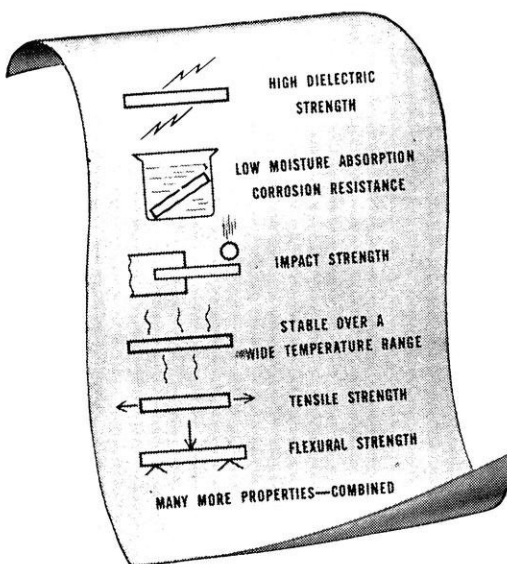 HIGH DIELECTRIC
STRENGTH
LOW MOISTURE ABSORPTION
CORROSION RESISTANCE
IMPACT STRENGTH
STABLE OVER A
WIDE TEMPERATURE RANGE
TENSILE STRENGTH
FLEXURAL STRENGTH
MANY MORE PROPERTIES—COMBINED